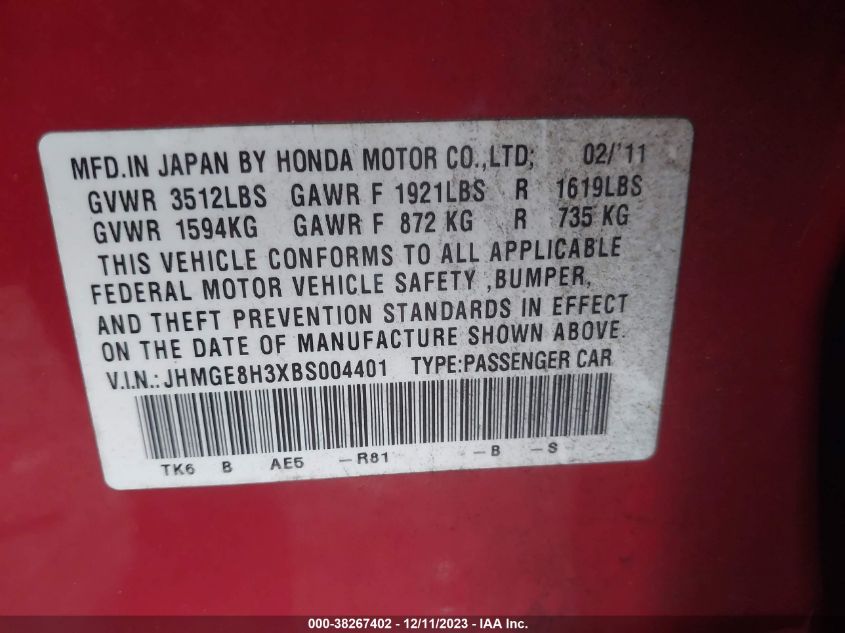 MFD.IN JAPAN BY HONDA MOTOR CO.,LTD; 02/'11
GVWR 3512LBS GAWR F 1921LBS R 1619LBS
GVWR 1594KG GAWR F 872 KG R 735 KG
THIS VEHICLE CONFORMS TO ALL APPLICABLE
FEDERAL MOTOR VEHICLE SAFETY ,BUMPER,
AND THEFT PREVENTION STANDARDS IN EFFECT
ON THE DATE OF MANUFACTURE SHOWN ABOVE.
V.I.N.: JHMGE8H3XBS004401 TYPE:PASSENGER CAR
TK6 B AE5 –R81 –B –S
000-38267402 - 12/11/2023 - IAA Inc.